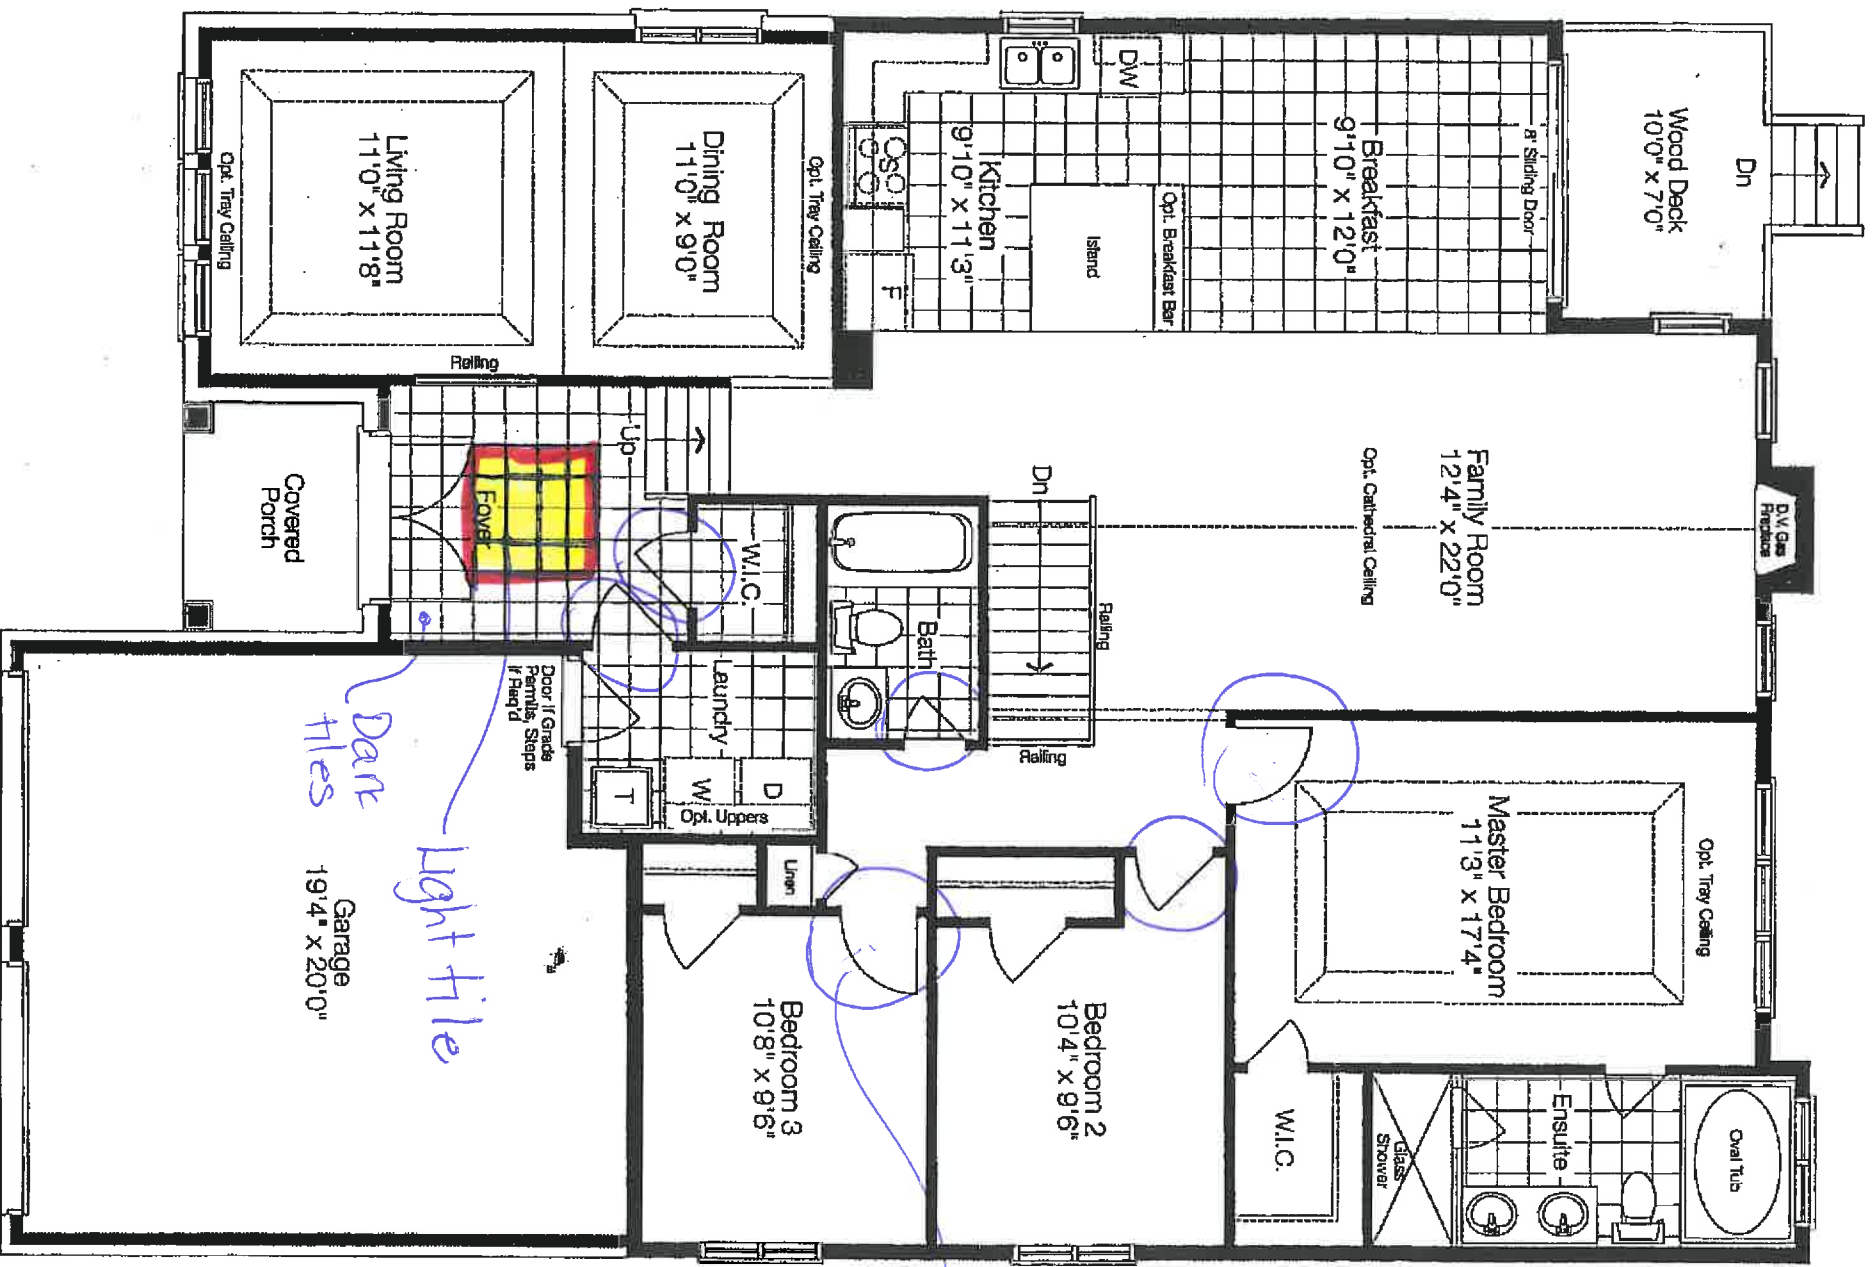 Dn
Wood Deck
10'0" x 7'0"
D.V. Gas
Fireplace
Oval Tub
Opt. Tray Ceiling
8' Sliding Door
Family Room
12'4" x 22'0"
Opt. Cathedral Ceiling
Master Bedroom
11'3" x 17'4"
Ensuite
Glass
Shower
Breakfast
9'10" x 12'0"
W.I.C.
Opt. Breakfast Bar
Island
DW
Kitchen
9'10" x 11'3"
S
F
Dn
Railing
Railing
Bedroom 2
10'4" x 9'6"
Bath
Opt. Tray Ceiling
Dining Room
11'0" x 9'0"
W.I.C.
Laundry
D
W
T
Opt. Uppers
Linen
Bedroom 3
10'8" x 9'6"
Up
Door If Grade
Permits, Steps
If Req'd
Railing
Foyer
Living Room
11'0" x 11'8"
Opt. Tray Ceiling
Covered
Porch
Light tile
Dark
tiles
Garage
19'4" x 20'0"